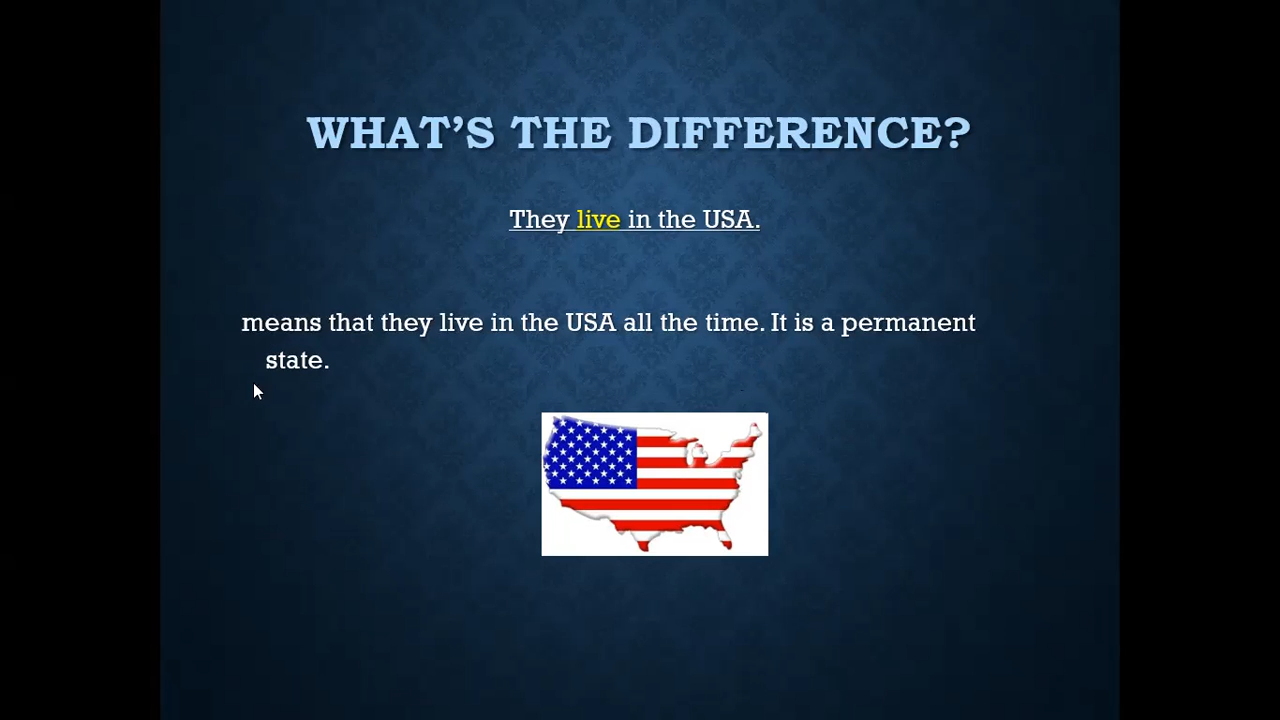 WHAT'S THE DIFFERENCE?
They live in the USA.
means that they live in the USA all the time. It is a permanent
state.